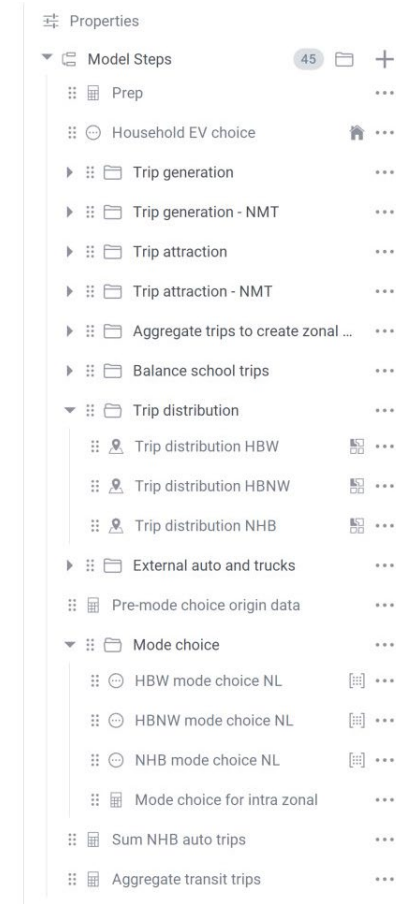 Properties
Model Steps 45
Prep
Household EV choice
Trip generation
Trip generation - NMT
Trip attraction
Trip attraction - NMT
Aggregate trips to create zonal ...
Balance school trips
Trip distribution
Trip distribution HBW
Trip distribution HBNW
Trip distribution NHB
External auto and trucks
Pre-mode choice origin data
Mode choice
HBW mode choice NL
HBNW mode choice NL
NHB mode choice NL
Mode choice for intra zonal
Sum NHB auto trips
Aggregate transit trips